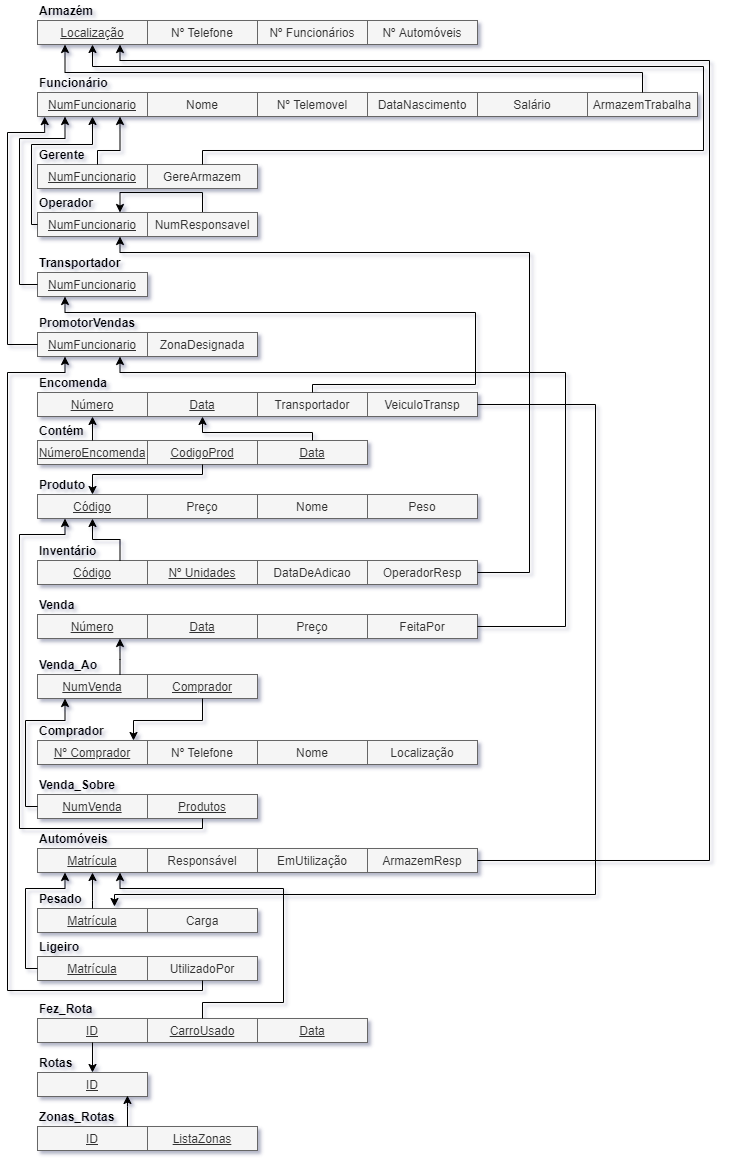 Armazém
Localização Nº Telefone Nº Funcionários Nº Automóveis
Funcionário
NumFuncionario Nome Nº Telemovel DataNascimento Salário ArmazemTrabalha
Gerente
NumFuncionario GereArmazem
Operador
NumFuncionario NumResponsavel
Transportador
NumFuncionario
PromotorVendas
NumFuncionario ZonaDesignada
Encomenda
Número Data Transportador VeiculoTransp
Contém
NúmeroEncomenda CodigoProd Data
Produto
Código Preço Nome Peso
Inventário
Código Nº Unidades DataDeAdicao OperadorResp
Venda
Número Data Preço FeitaPor
Venda_Ao
NumVenda Comprador
Comprador
Nº Comprador Nº Telefone Nome Localização
Venda_Sobre
NumVenda Produtos
Automóveis
Matrícula Responsável EmUtilização ArmazemResp
Pesado
Matrícula Carga
Ligeiro
Matrícula UtilizadoPor
Fez_Rota
ID CarroUsado Data
Rotas
ID
Zonas_Rotas
ID ListaZonas